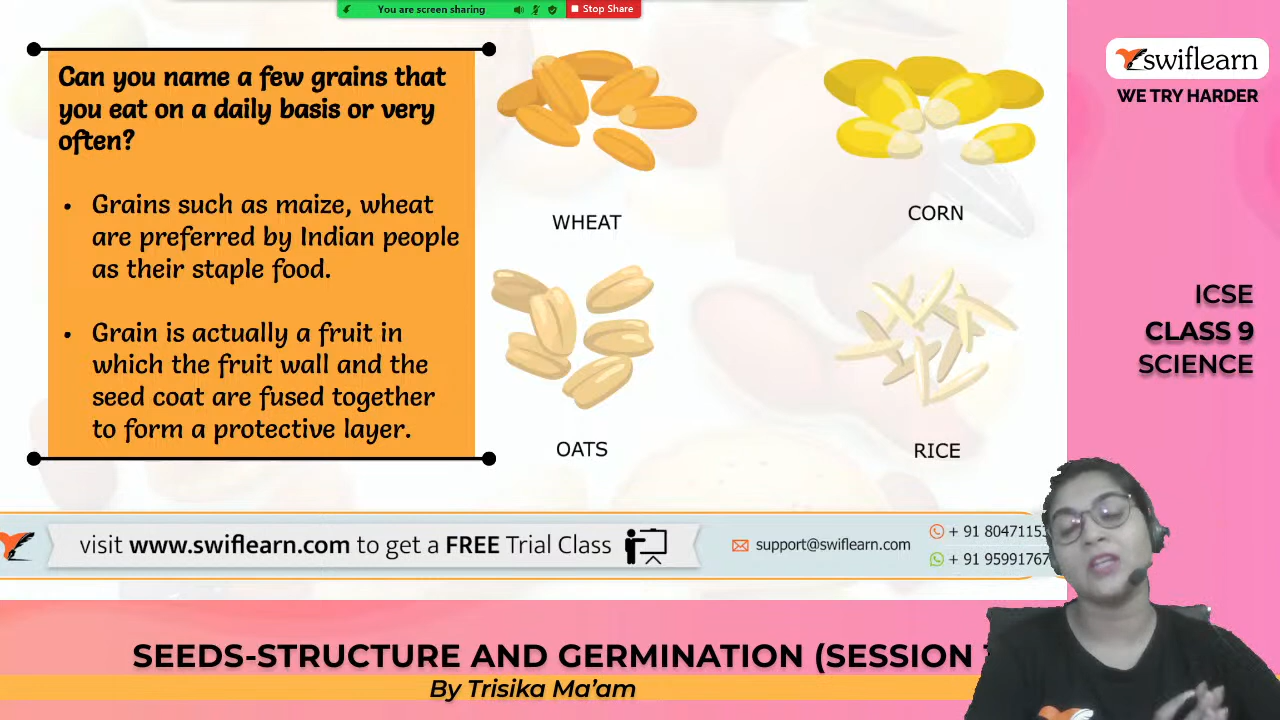 You are screen sharing
Stop Share
Can you name a few grains that
you eat on a daily basis or very
often?
• Grains such as maize, wheat
are preferred by Indian people
as their staple food.
• Grain is actually a fruit in
which the fruit wall and the
seed coat are fused together
to form a protective layer.
WHEAT
CORN
OATS
RICE
swiflearn
WE TRY HARDER
ICSE
CLASS 9
SCIENCE
visit www.swiflearn.com to get a FREE Trial Class
support@swiflearn.com
+ 91 8047115
+ 91 9599176
SEEDS-STRUCTURE AND GERMINATION (SESSION
By Trisika Ma'am